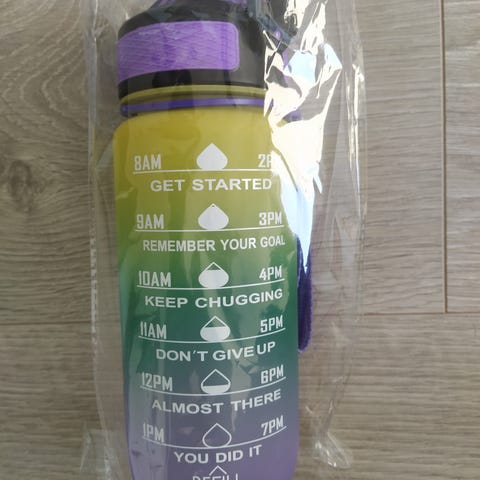 8AM 2PM
GET STARTED
9AM 3PM
REMEMBER YOUR GOAL
10AM 4PM
KEEP CHUGGING
11AM 5PM
DON'T GIVE UP
12PM 6PM
ALMOST THERE
1PM 7PM
YOU DID IT
REFILL